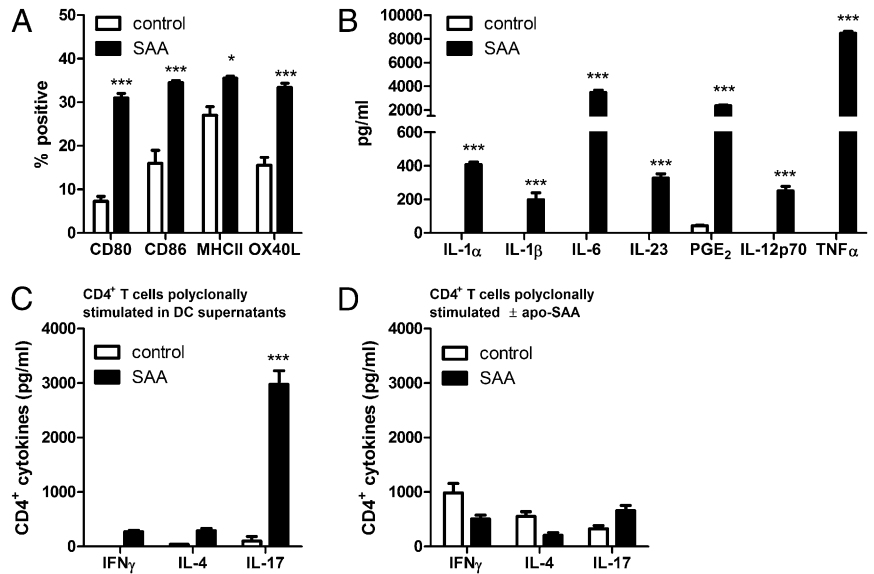 A
control
SAA
% positive
50
40
30
20
10
0
***
***
*
***
CD80 CD86 MHCII OX40L
B
control
SAA
pg/ml
10000
8000
6000
4000
2000
600
400
200
0
***
***
***
***
***
***
***
IL-1α IL-1β IL-6 IL-23 PGE₂ IL-12p70 TNFα
C
CD4⁺ T cells polyclonally
stimulated in DC supernatants
control
SAA
CD4⁺ cytokines (pg/ml)
4000
3000
2000
1000
0
***
IFNγ IL-4 IL-17
D
CD4⁺ T cells polyclonally
stimulated ± apo-SAA
control
SAA
CD4⁺ cytokines (pg/ml)
4000
3000
2000
1000
0
IFNγ IL-4 IL-17